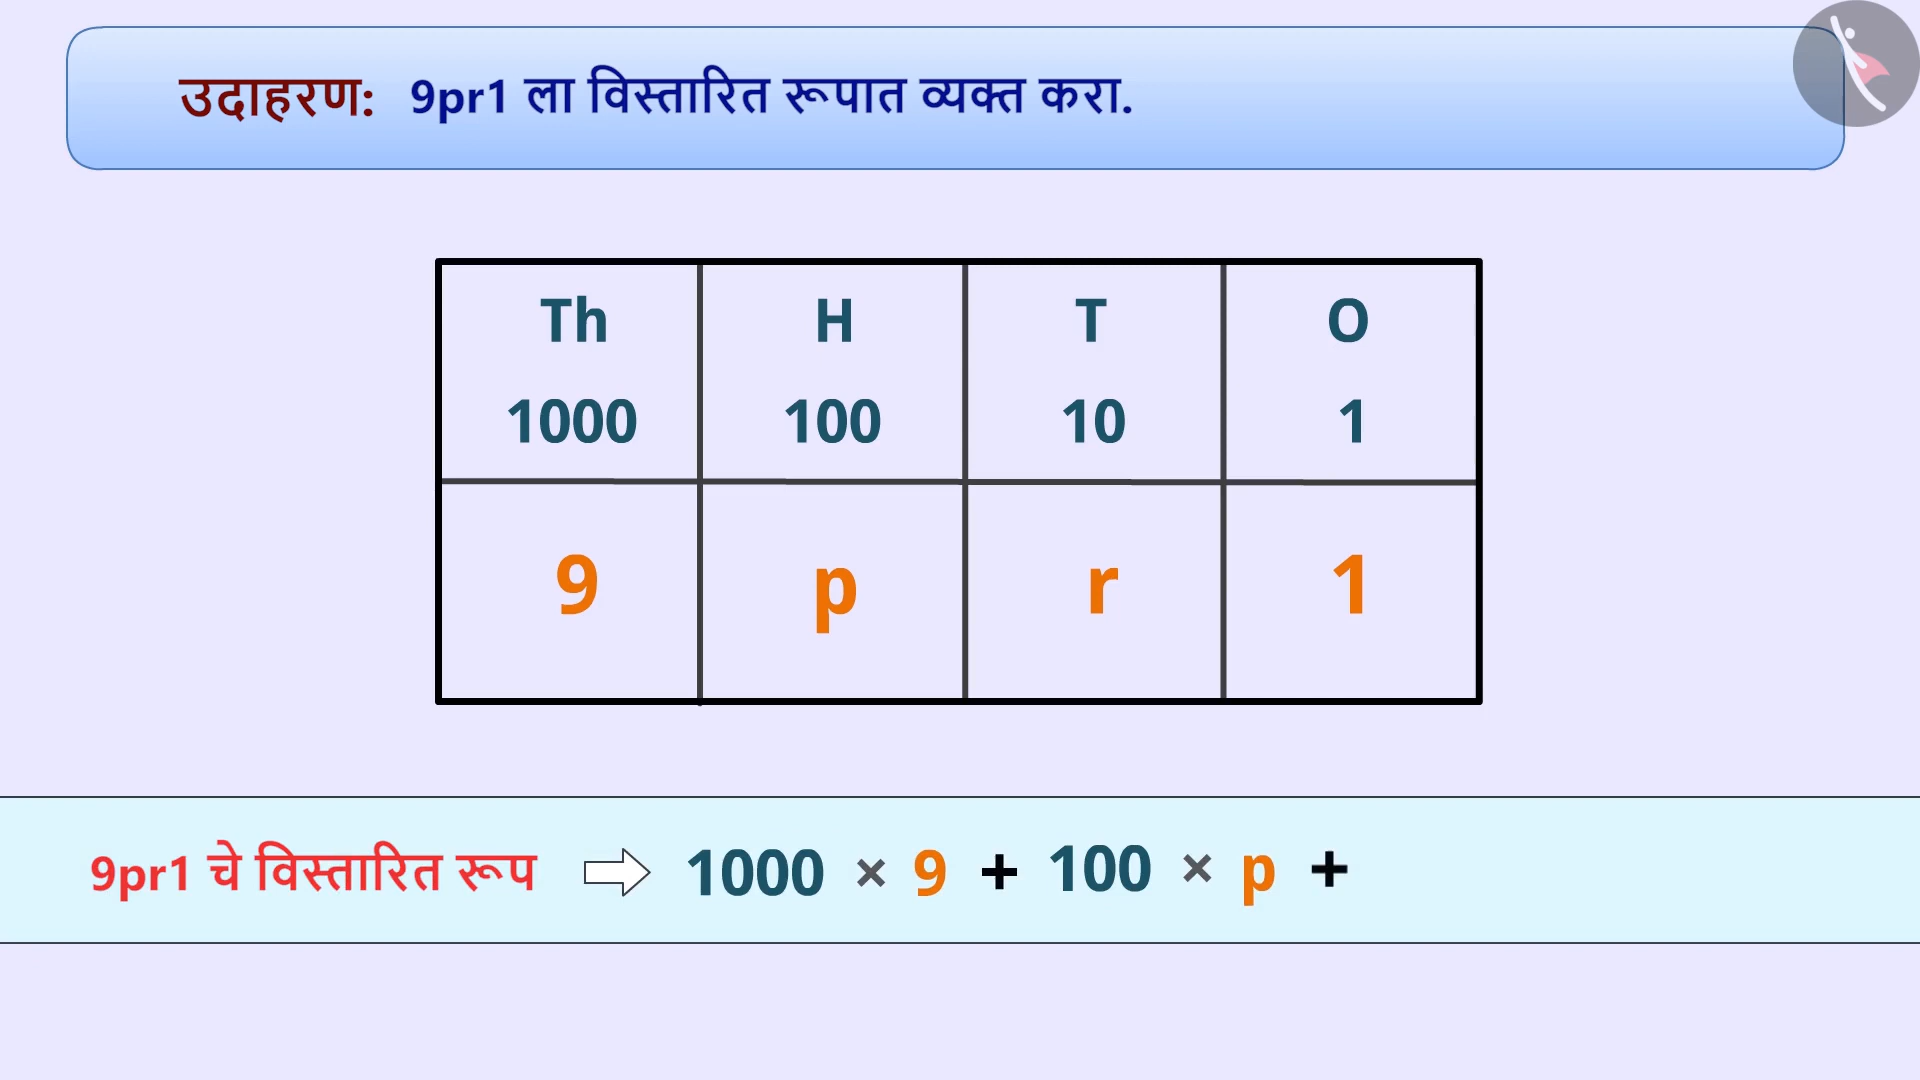 उदाहरण: 9pr1 ला विस्तारित रूपात व्यक्त करा.
Th H T O
1000 100 10 1
9 p r 1
9pr1 चे विस्तारित रूप ⇨ 1000 × 9 + 100 × p +